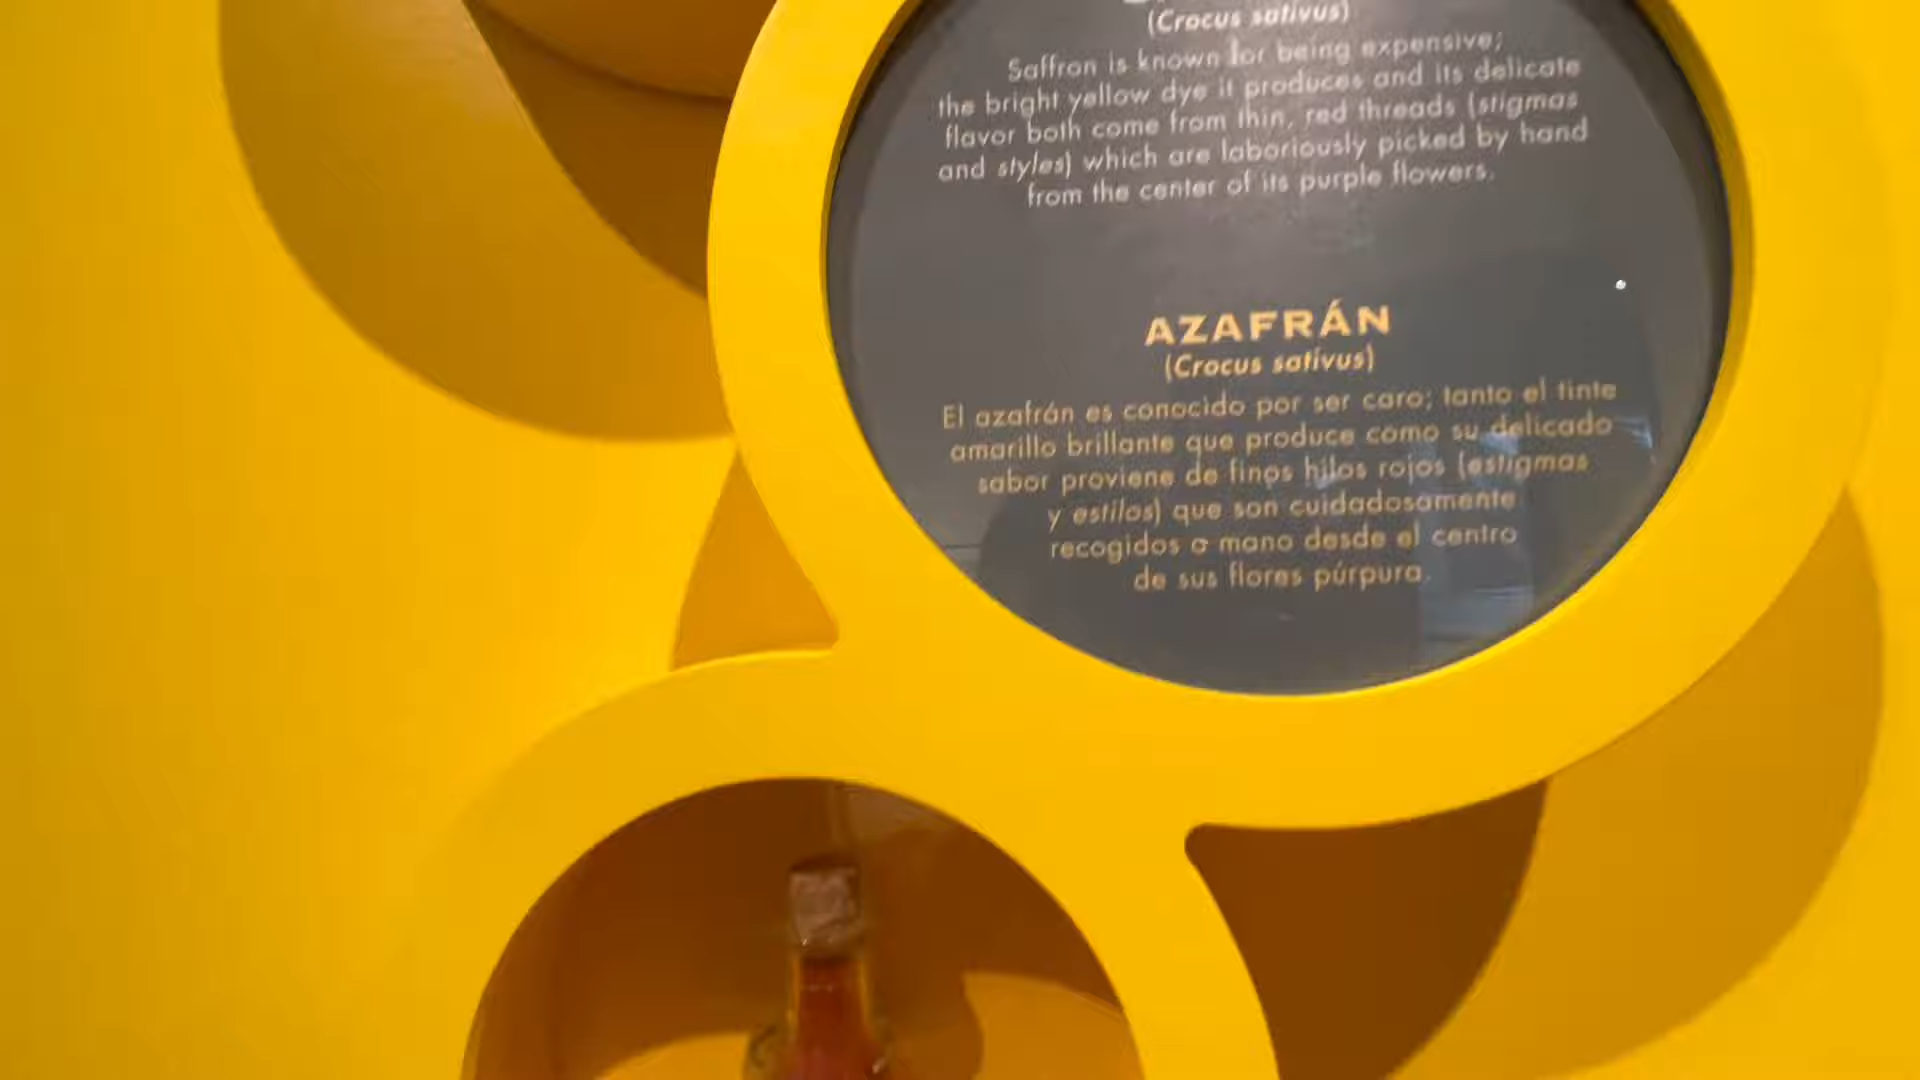 (Crocus sativus)
Saffron is known for being expensive;
the bright yellow dye it produces and its delicate
flavor both come from thin, red threads (stigmas
and styles) which are laboriously picked by hand
from the center of its purple flowers.
AZAFRÁN
(Crocus sativus)
El azafrán es conocido por ser caro; tanto el tinte
amarillo brillante que produce como su delicado
sabor proviene de finos hilos rojos (estigmas
y estilos) que son cuidadosamente
recogidos a mano desde el centro
de sus flores púrpura.